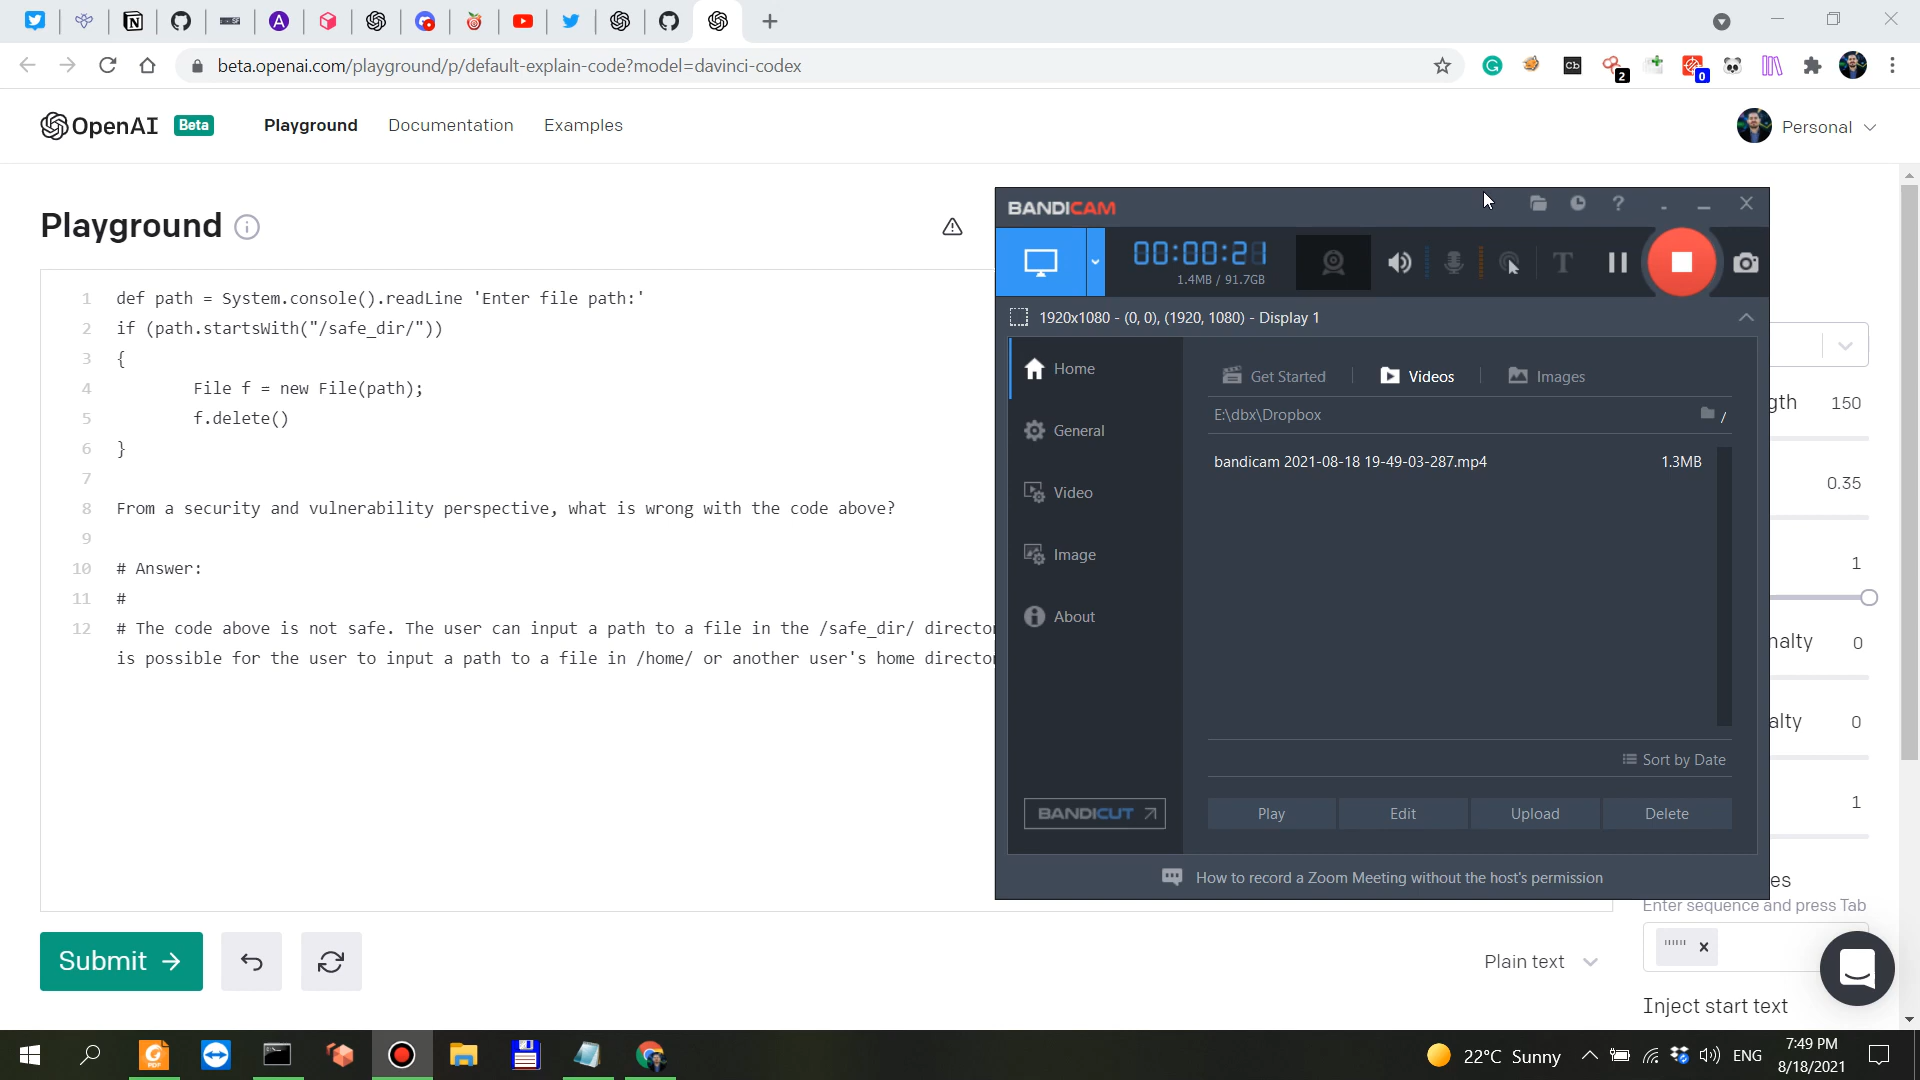 beta.openai.com/playground/p/default-explain-code?model=davinci-codex
2
0
OpenAI Beta Playground Documentation Examples Personal
Playground
1 def path = System.console().readLine 'Enter file path:'
2 if (path.startsWith("/safe_dir/"))
3 {
4 File f = new File(path);
5 f.delete()
6 }
7
8 From a security and vulnerability perspective, what is wrong with the code above?
9
10 # Answer:
11 #
12 # The code above is not safe. The user can input a path to a file in the /safe_dir/ director
is possible for the user to input a path to a file in /home/ or another user's home director
BANDICAM
00:00:21
1.4MB / 91.7GB
1920x1080 - (0, 0), (1920, 1080) - Display 1
Home
General
Video
Image
About
Get Started Videos Images
E:\dbx\Dropbox /
bandicam 2021-08-18 19-49-03-287.mp4 1.3MB
Sort by Date
BANDICUT
Play Edit Upload Delete
How to record a Zoom Meeting without the host's permission
gth 150
0.35
1
nalty 0
alty 0
1
es
Enter sequence and press Tab
""" ×
Inject start text
Submit
Plain text
22°C Sunny
ENG
7:49 PM
8/18/2021